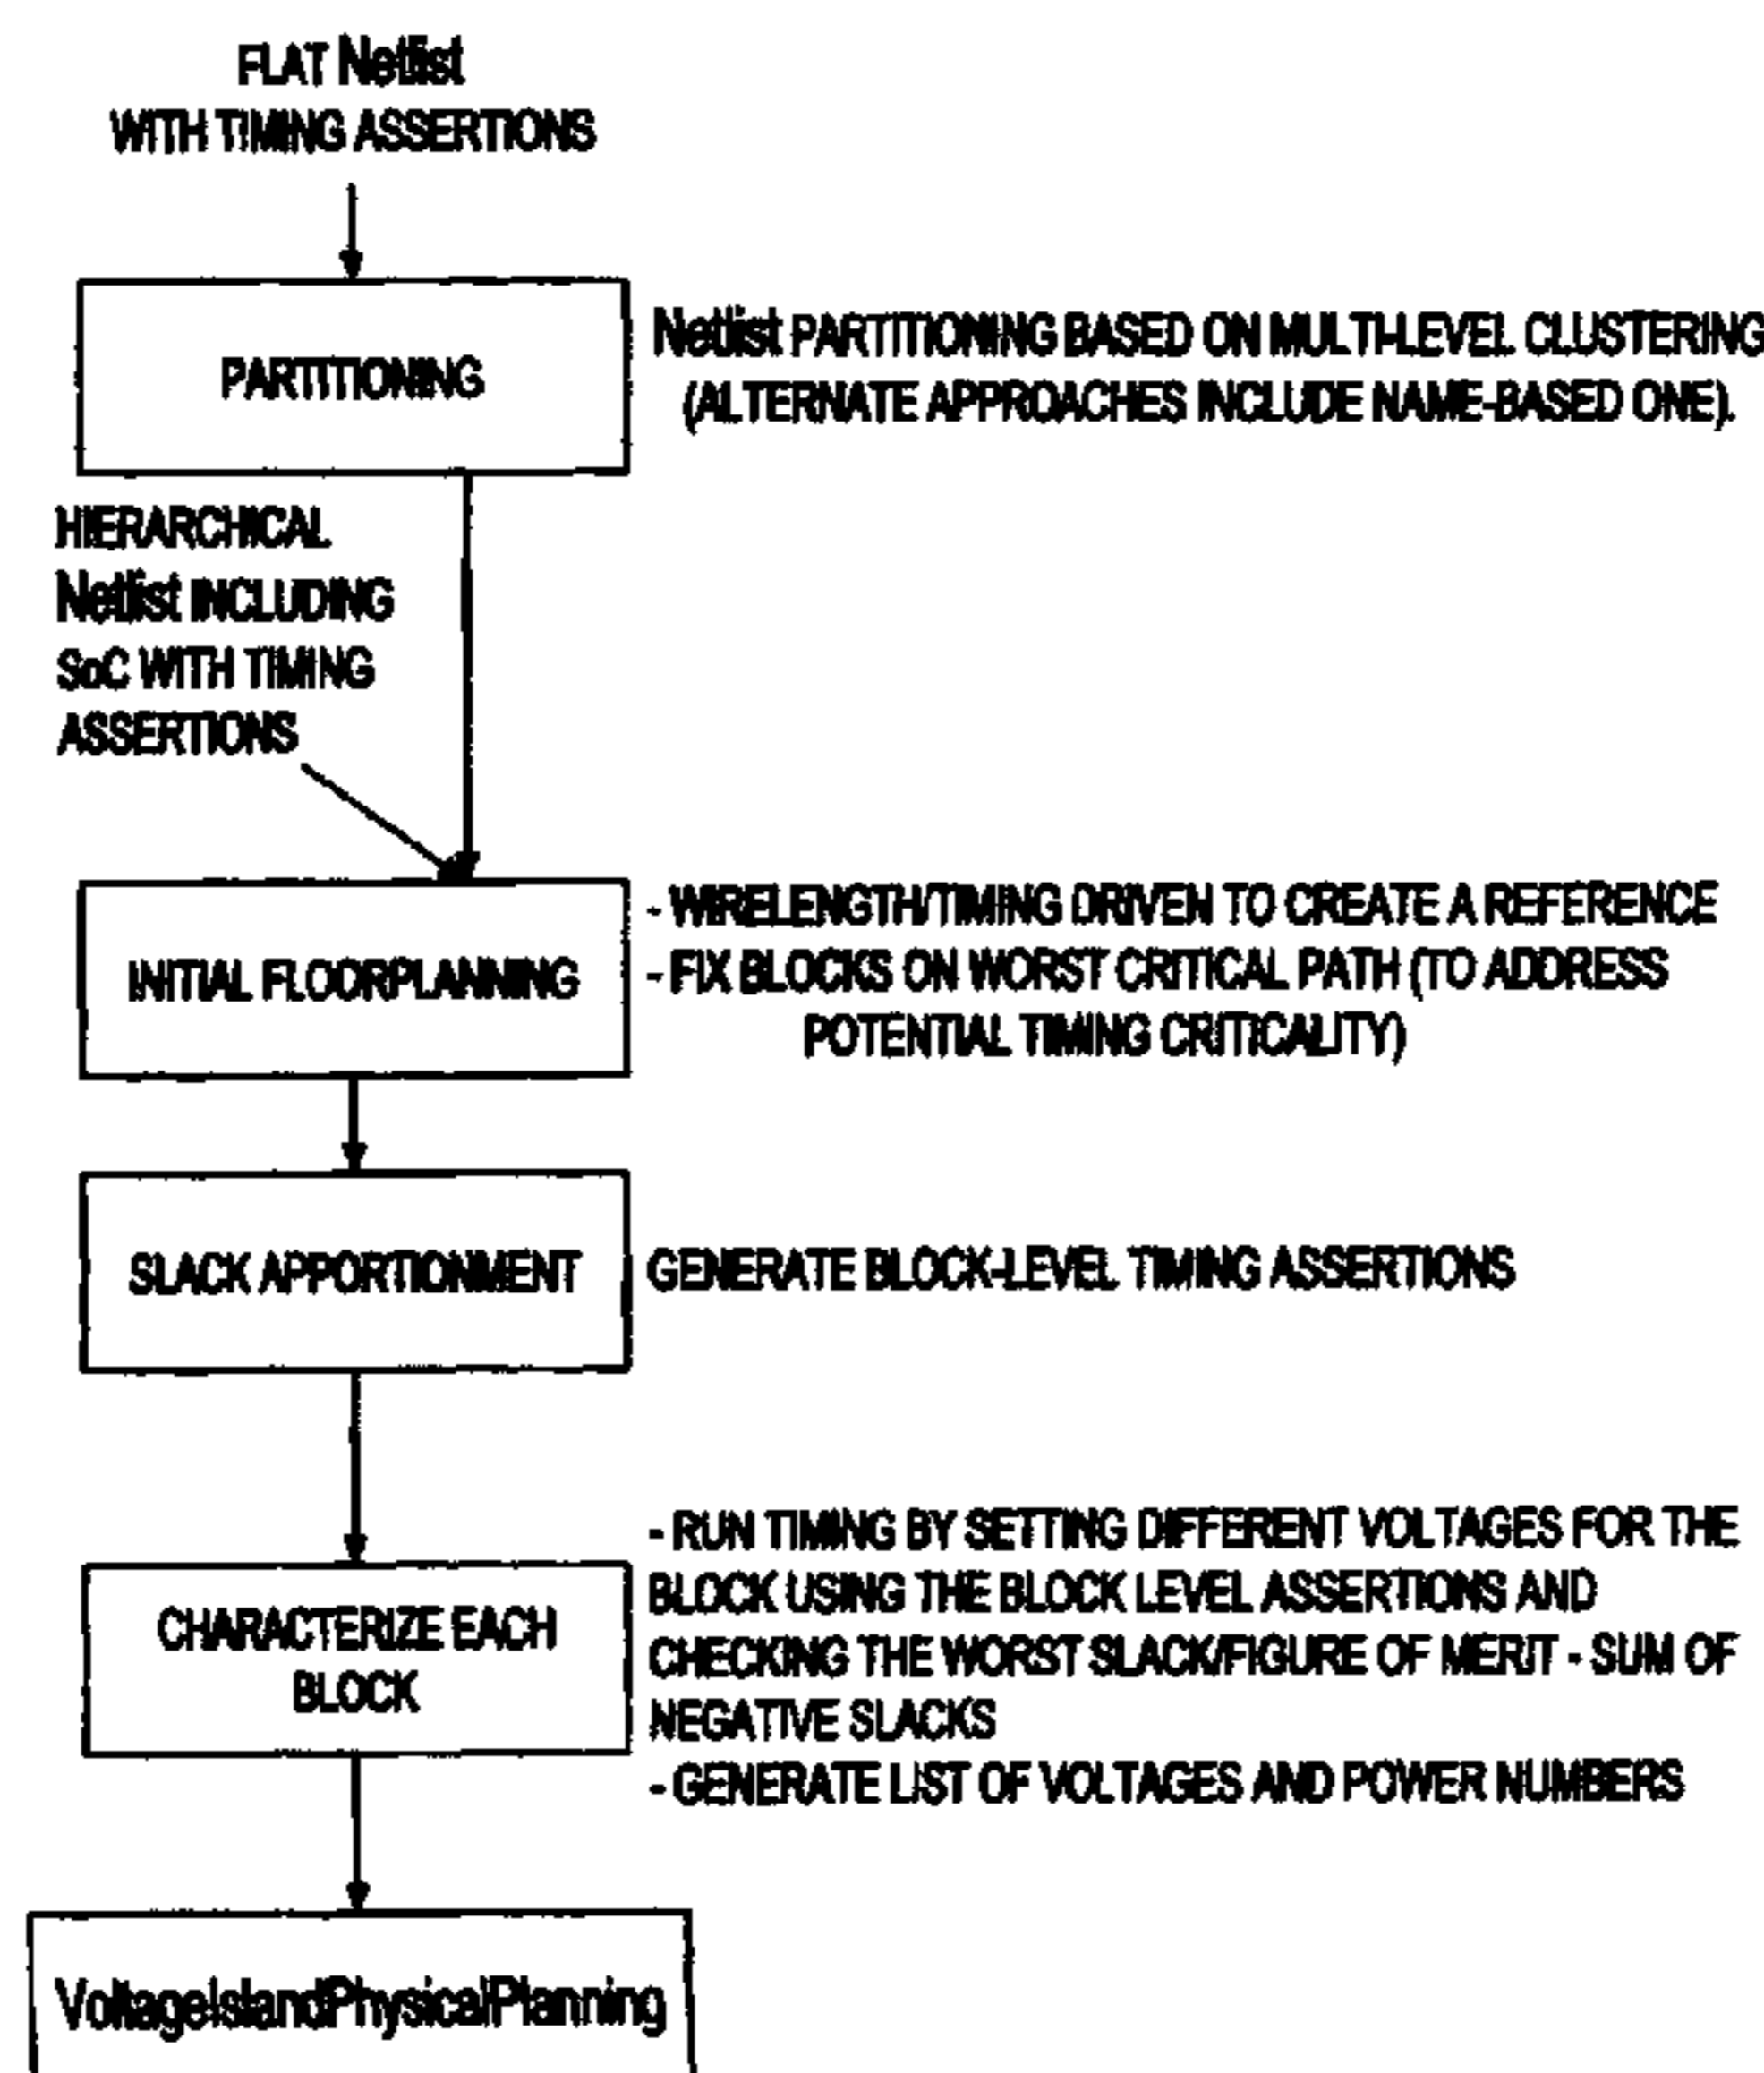 FLAT Netlist
WITH TIMING ASSERTIONS
PARTITIONING
Netlist PARTITIONING BASED ON MULTI-LEVEL CLUSTERING
(ALTERNATE APPROACHES INCLUDE NAME-BASED ONE).
HIERARCHICAL
Netlist INCLUDING
SoC WITH TIMING
ASSERTIONS
INITIAL FLOORPLANNING
- WIRELENGTH/TIMING DRIVEN TO CREATE A REFERENCE
- FIX BLOCKS ON WORST CRITICAL PATH (TO ADDRESS
POTENTIAL TIMING CRITICALITY)
SLACK APPORTIONMENT
GENERATE BLOCK-LEVEL TIMING ASSERTIONS
CHARACTERIZE EACH
BLOCK
- RUN TIMING BY SETTING DIFFERENT VOLTAGES FOR THE
BLOCK USING THE BLOCK LEVEL ASSERTIONS AND
CHECKING THE WORST SLACK/FIGURE OF MERIT - SUM OF
NEGATIVE SLACKS
- GENERATE LIST OF VOLTAGES AND POWER NUMBERS
VoltageIslandPhysicalPlanning